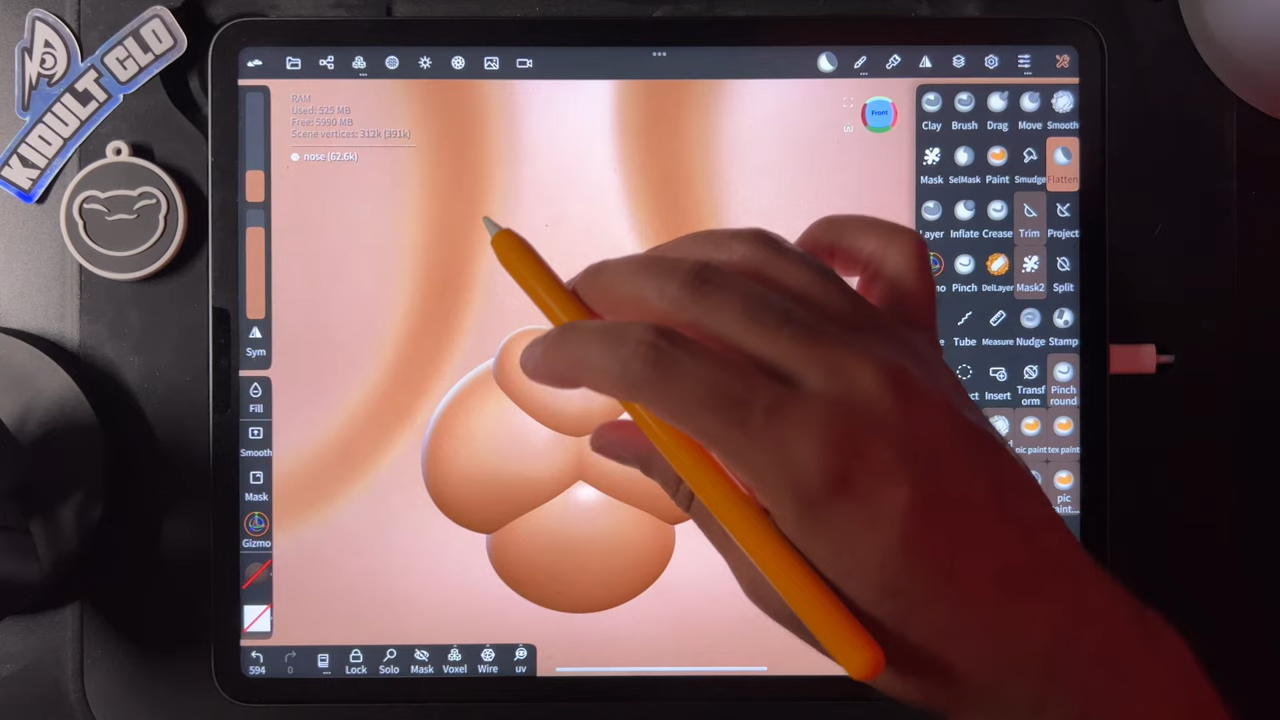 KIDULT GLO
RAM
Used: 525 MB
Free: 5990 MB
Scene vertices: 312k (391k)
nose (62.6k)
Front
Sym
Fill
Smooth
Mask
Gizmo
594
0
Lock
Solo
Mask
Voxel
Wire
uv
Clay
Brush
Drag
Move
Smooth
Mask
SelMask
Paint
Smudge
Flatten
Layer
Inflate
Crease
Trim
Project
Pinch
DelLayer
Mask2
Split
Tube
Measure
Nudge
Stamp
Insert
Transf
orm
Pinch
round
pic paint
tex paint
pic